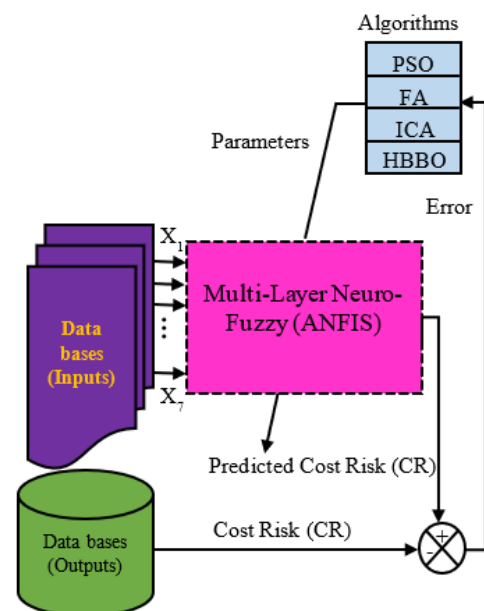 Algorithms
PSO
FA
ICA
HBBO
Parameters
Error
X1
Multi-Layer Neuro-
Fuzzy (ANFIS)
Data
bases
(Inputs)
...
X7
Predicted Cost Risk (CR)
Cost Risk (CR)
+
-
Data bases
(Outputs)